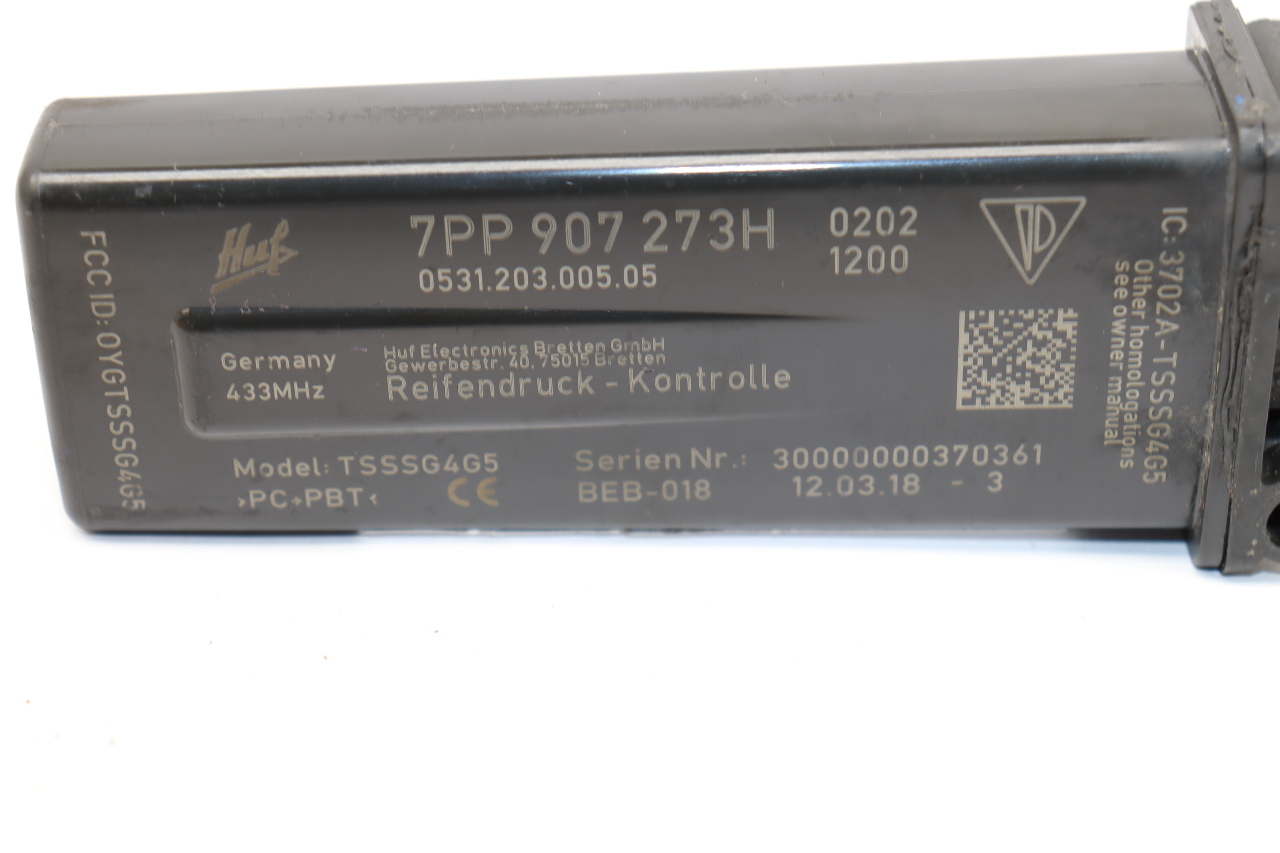 FCC ID: OYGTSSSG4G5
Huf
7PP 907 273H
0531.203.005.05
0202
1200
Germany
433MHz
Huf Electronics Bretten GmbH
Gewerbestr. 40, 75015 Bretten
Reifendruck - Kontrolle
Model: TSSSG4G5
>PC+PBT<
CE
Serien Nr.: 30000000370361
BEB-018
12.03.18 - 3
IC: 3702A-TSSSG4G5
Other homologations
see owner manual